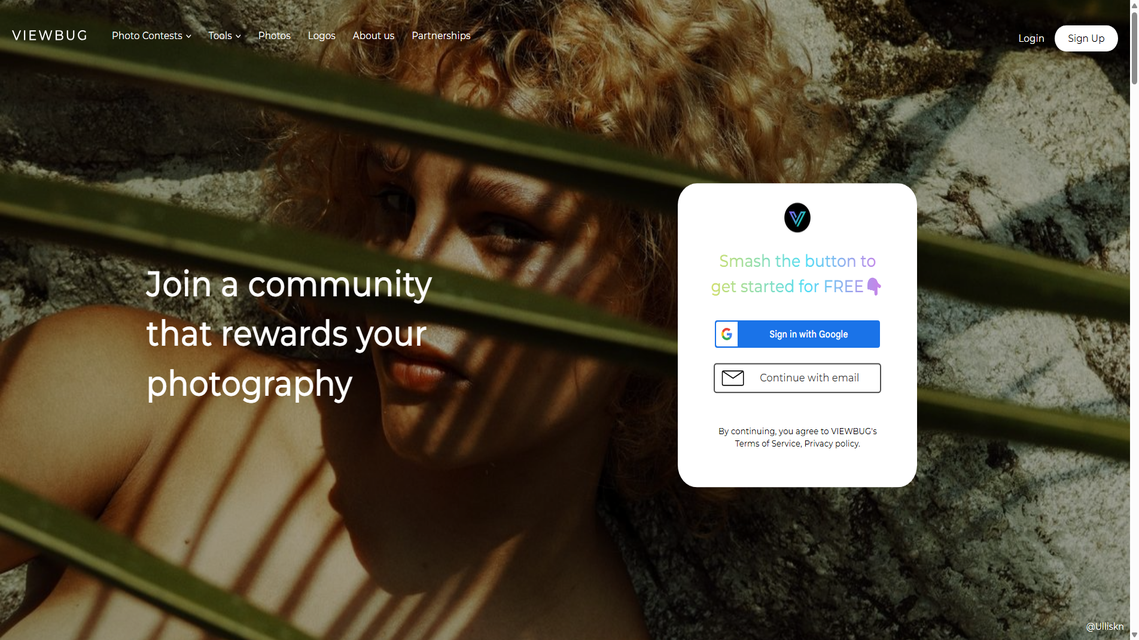 VIEWBUG
Photo Contests
Tools
Photos
Logos
About us
Partnerships
Login
Sign Up
Join a community
that rewards your
photography
Smash the button to
get started for FREE👇
Sign in with Google
Continue with email
By continuing, you agree to VIEWBUG's
Terms of Service, Privacy policy.